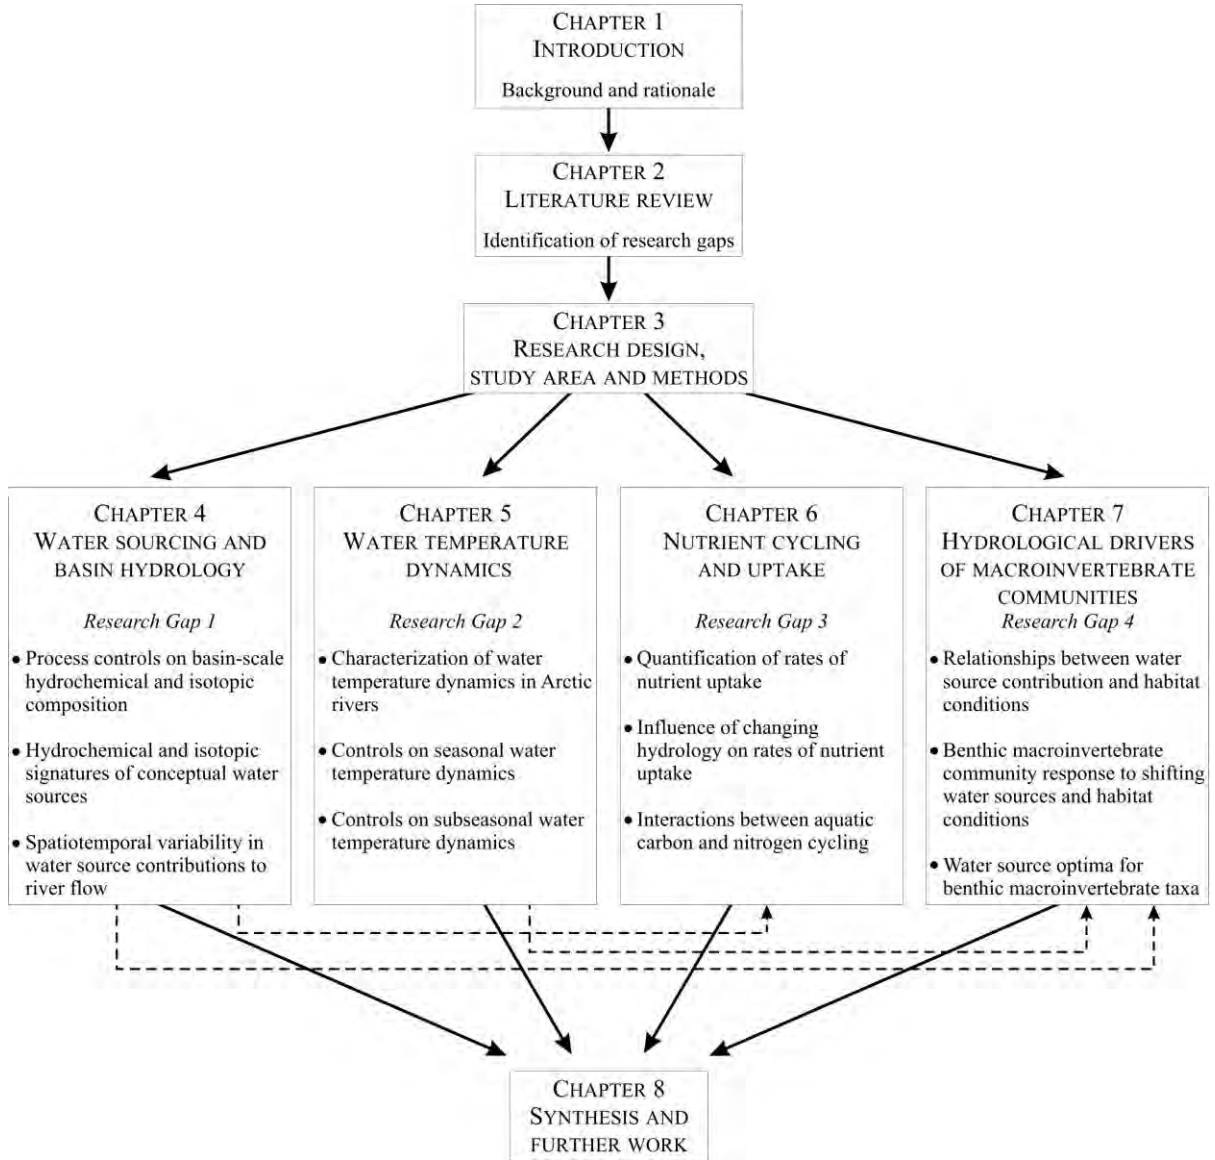 CHAPTER 1
INTRODUCTION
Background and rationale
CHAPTER 2
LITERATURE REVIEW
Identification of research gaps
CHAPTER 3
RESEARCH DESIGN,
STUDY AREA AND METHODS
CHAPTER 4
WATER SOURCING AND
BASIN HYDROLOGY
Research Gap 1
• Process controls on basin-scale
hydrochemical and isotopic
composition
• Hydrochemical and isotopic
signatures of conceptual water
sources
• Spatiotemporal variability in
water source contributions to
river flow
CHAPTER 5
WATER TEMPERATURE
DYNAMICS
Research Gap 2
• Characterization of water
temperature dynamics in Arctic
rivers
• Controls on seasonal water
temperature dynamics
• Controls on subseasonal water
temperature dynamics
CHAPTER 6
NUTRIENT CYCLING
AND UPTAKE
Research Gap 3
• Quantification of rates of
nutrient uptake
• Influence of changing
hydrology on rates of nutrient
uptake
• Interactions between aquatic
carbon and nitrogen cycling
CHAPTER 7
HYDROLOGICAL DRIVERS
OF MACROINVERTEBRATE
COMMUNITIES
Research Gap 4
• Relationships between water
source contribution and habitat
conditions
• Benthic macroinvertebrate
community response to shifting
water sources and habitat
conditions
• Water source optima for
benthic macroinvertebrate taxa
CHAPTER 8
SYNTHESIS AND
FURTHER WORK